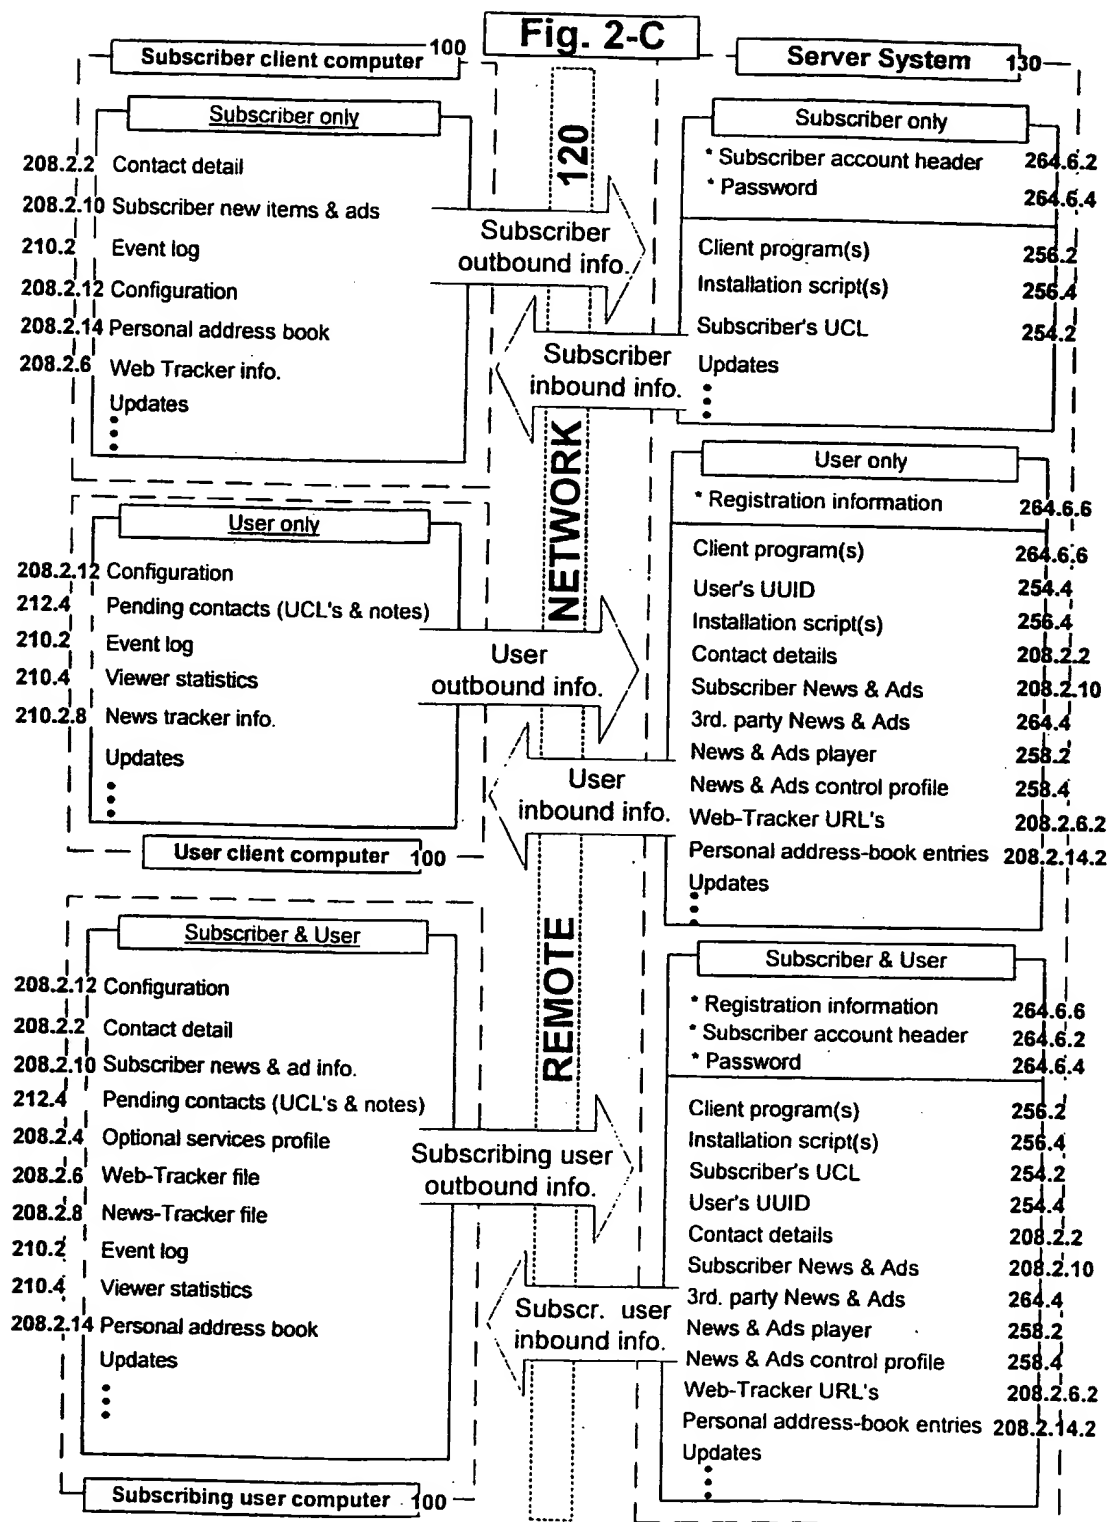 Fig. 2-C
Subscriber client computer 100
Subscriber only
208.2.2 Contact detail
208.2.10 Subscriber new items & ads
210.2 Event log
208.2.12 Configuration
208.2.14 Personal address book
208.2.6 Web Tracker info.
Updates
120
NETWORK
REMOTE
Subscriber
outbound info.
Subscriber
inbound info.
Server System 130
Subscriber only
* Subscriber account header 264.6.2
* Password 264.6.4
Client program(s) 256.2
Installation script(s) 256.4
Subscriber's UCL 254.2
Updates
User only
208.2.12 Configuration
212.4 Pending contacts (UCL's & notes)
210.2 Event log
210.4 Viewer statistics
210.2.8 News tracker info.
Updates
User client computer 100
User
outbound info.
User
inbound info.
User only
* Registration information 264.6.6
Client program(s) 264.6.6
User's UUID 254.4
Installation script(s) 256.4
Contact details 208.2.2
Subscriber News & Ads 208.2.10
3rd. party News & Ads 264.4
News & Ads player 258.2
News & Ads control profile 258.4
Web-Tracker URL's 208.2.6.2
Personal address-book entries 208.2.14.2
Updates
Subscriber & User
208.2.12 Configuration
208.2.2 Contact detail
208.2.10 Subscriber news & ad info.
212.4 Pending contacts (UCL's & notes)
208.2.4 Optional services profile
208.2.6 Web-Tracker file
208.2.8 News-Tracker file
210.2 Event log
210.4 Viewer statistics
208.2.14 Personal address book
Updates
Subscribing user computer 100
Subscribing user
outbound info.
Subscr. user
inbound info.
Subscriber & User
* Registration information 264.6.6
* Subscriber account header 264.6.2
* Password 264.6.4
Client program(s) 256.2
Installation script(s) 256.4
Subscriber's UCL 254.2
User's UUID 254.4
Contact details 208.2.2
Subscriber News & Ads 208.2.10
3rd. party News & Ads 264.4
News & Ads player 258.2
News & Ads control profile 258.4
Web-Tracker URL's 208.2.6.2
Personal address-book entries 208.2.14.2
Updates